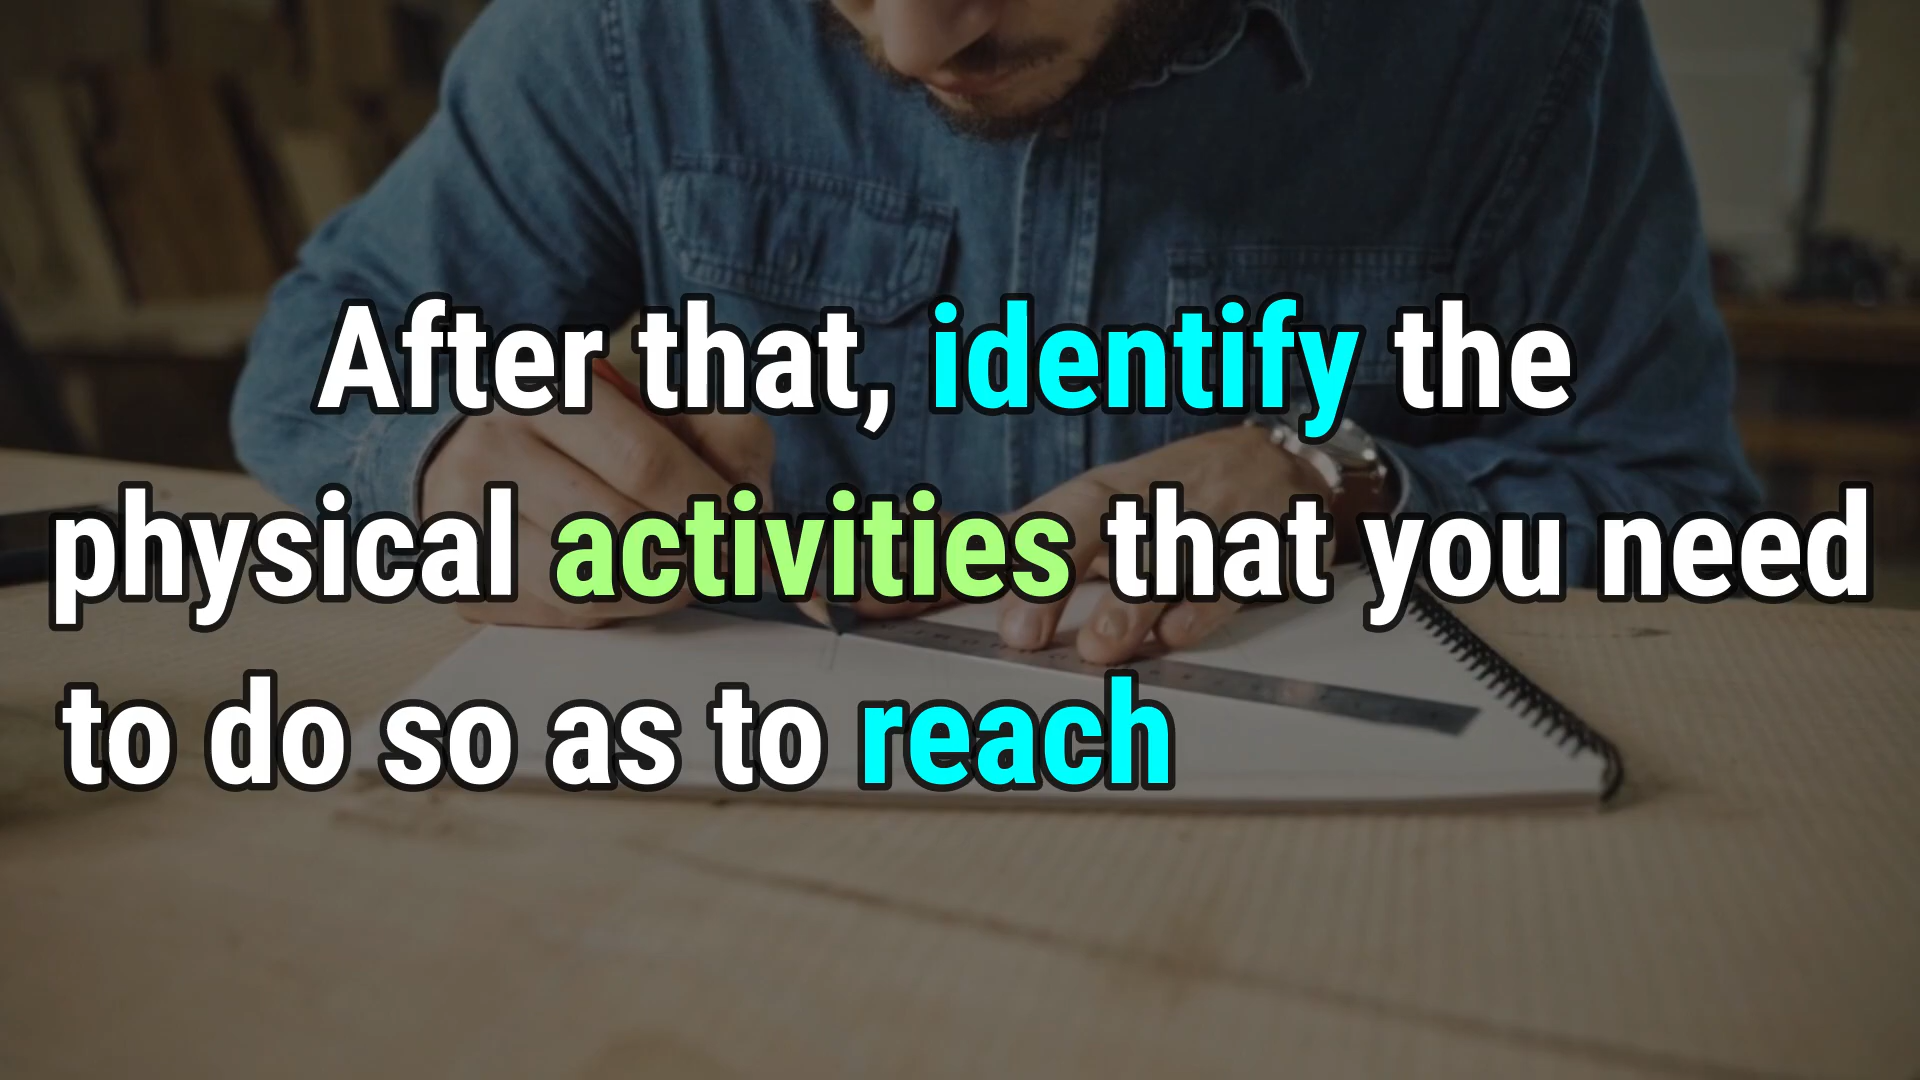 After that, identify the
physical activities that you need
to do so as to reach